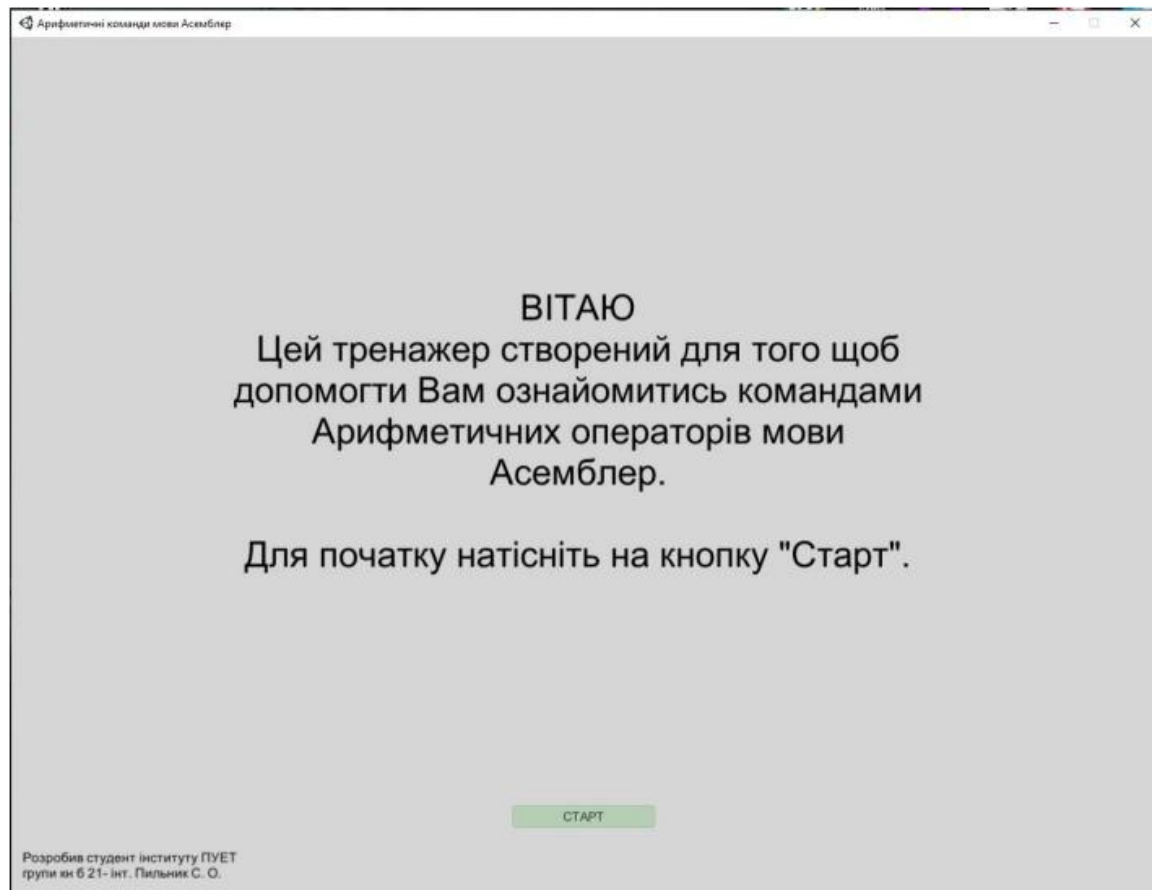 Арифметичні команди мови Асемблер
ВІТАЮ
Цей тренажер створений для того щоб
допомогти Вам ознайомитись командами
Арифметичних операторів мови
Асемблер.
Для початку натісніть на кнопку "Старт".
СТАРТ
Розробив студент інституту ПУЕТ
групи кн б 21- інт. Пильник С. О.